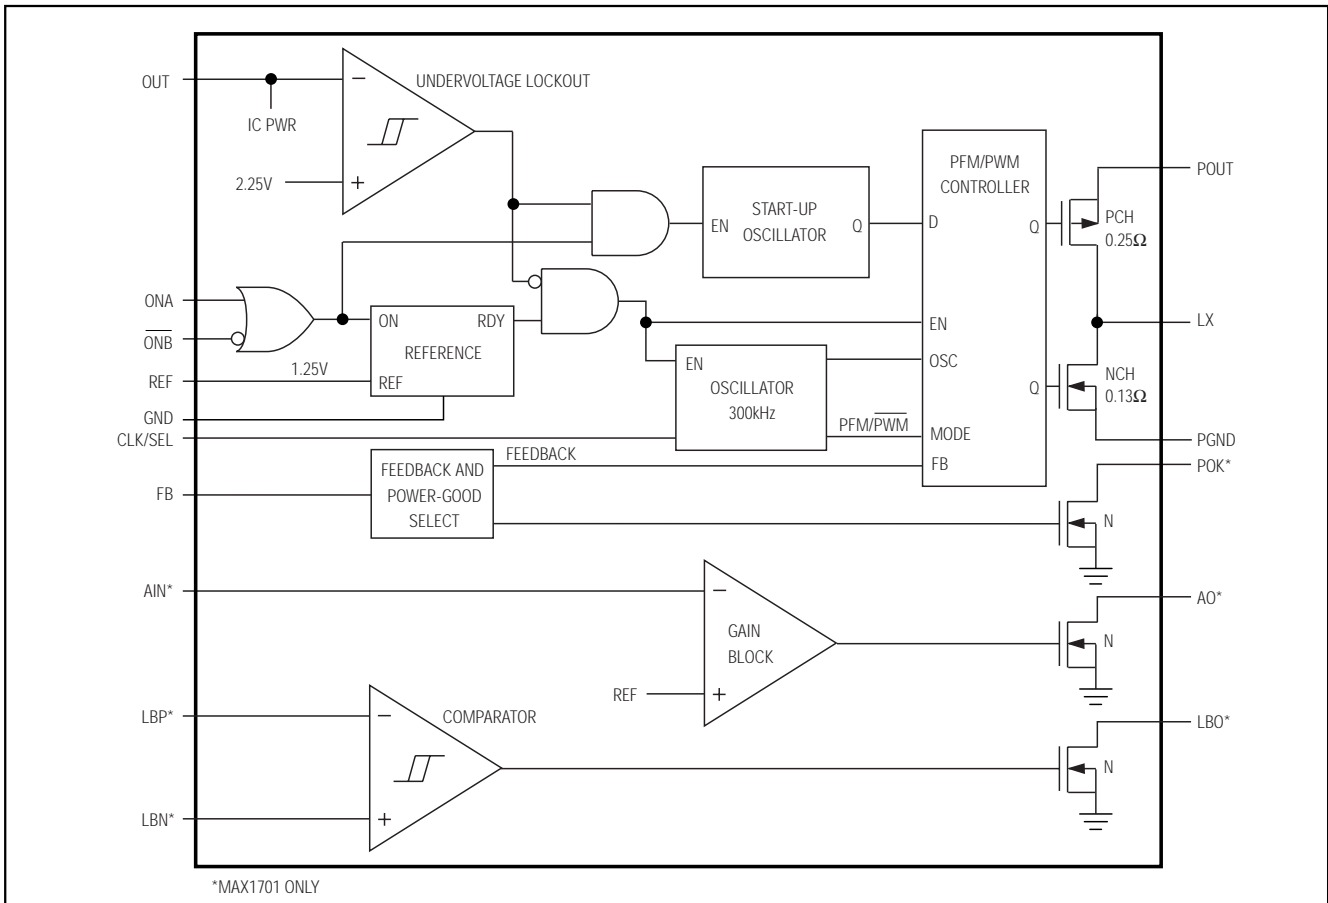 OUT
UNDERVOLTAGE LOCKOUT
−
IC PWR
2.25V
+
PFM/PWM
CONTROLLER
POUT
START-UP
OSCILLATOR
EN
Q
D
Q
PCH
0.25Ω
ONA
ONB
ON
RDY
REFERENCE
1.25V
REF
REF
GND
CLK/SEL
EN
LX
EN
OSCILLATOR
300kHz
OSC
Q
NCH
0.13Ω
PFM/PWM
MODE
PGND
FEEDBACK
FB
POK*
FB
FEEDBACK AND
POWER-GOOD
SELECT
N
AIN*
−
GAIN
BLOCK
REF
+
AO*
N
LBP*
−
COMPARATOR
LBO*
N
LBN*
+
*MAX1701 ONLY